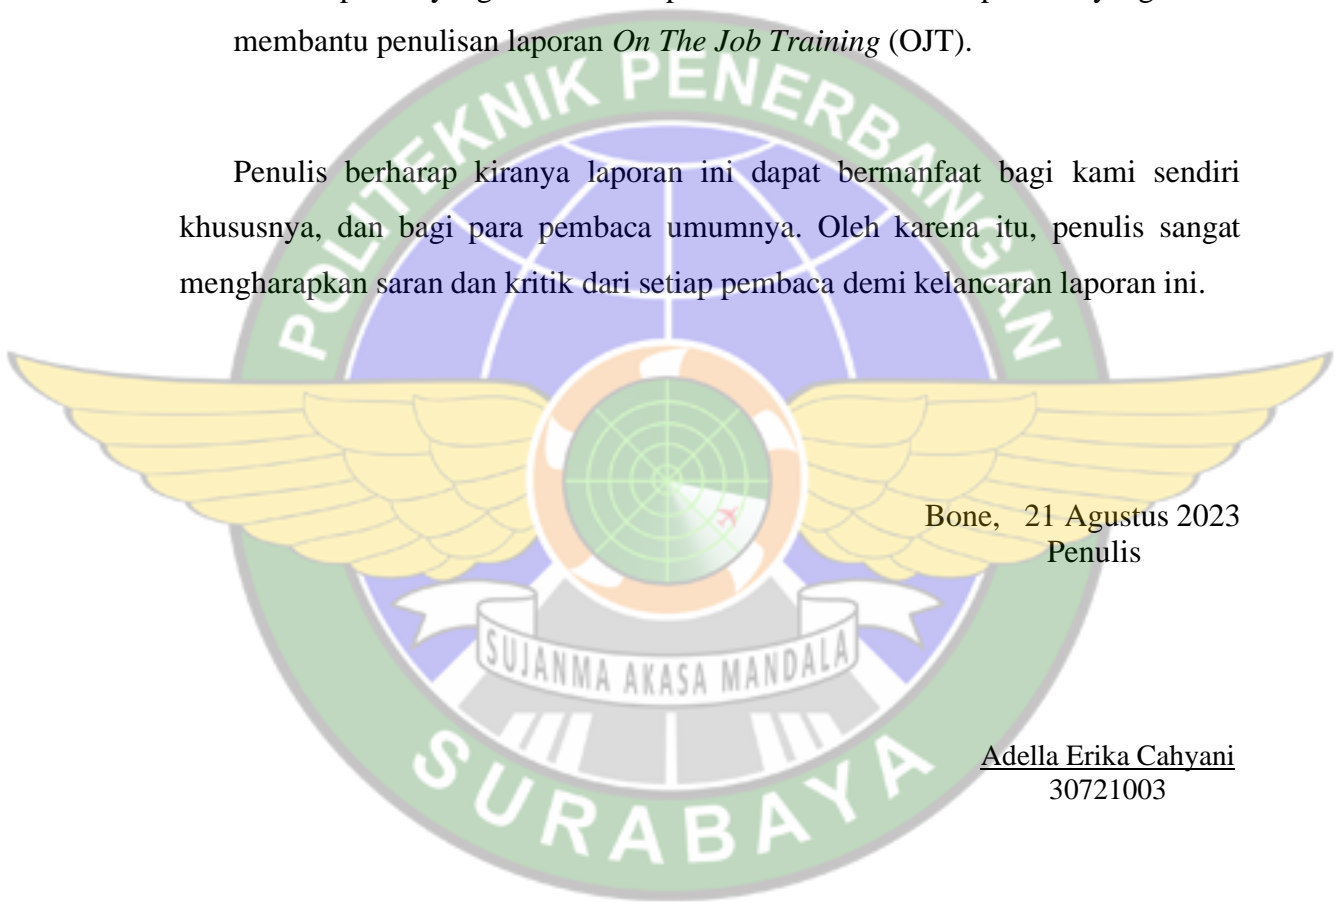 membantu penulisan laporan On The Job Training (OJT).
POLITEKNIK PENERBANGAN
Penulis berharap kiranya laporan ini dapat bermanfaat bagi kami sendiri
khususnya, dan bagi para pembaca umumnya. Oleh karena itu, penulis sangat
mengharapkan saran dan kritik dari setiap pembaca demi kelancaran laporan ini.
Bone, 21 Agustus 2023
Penulis
SUJANMA AKASA MANDALA
SURABAYA
Adella Erika Cahyani
30721003